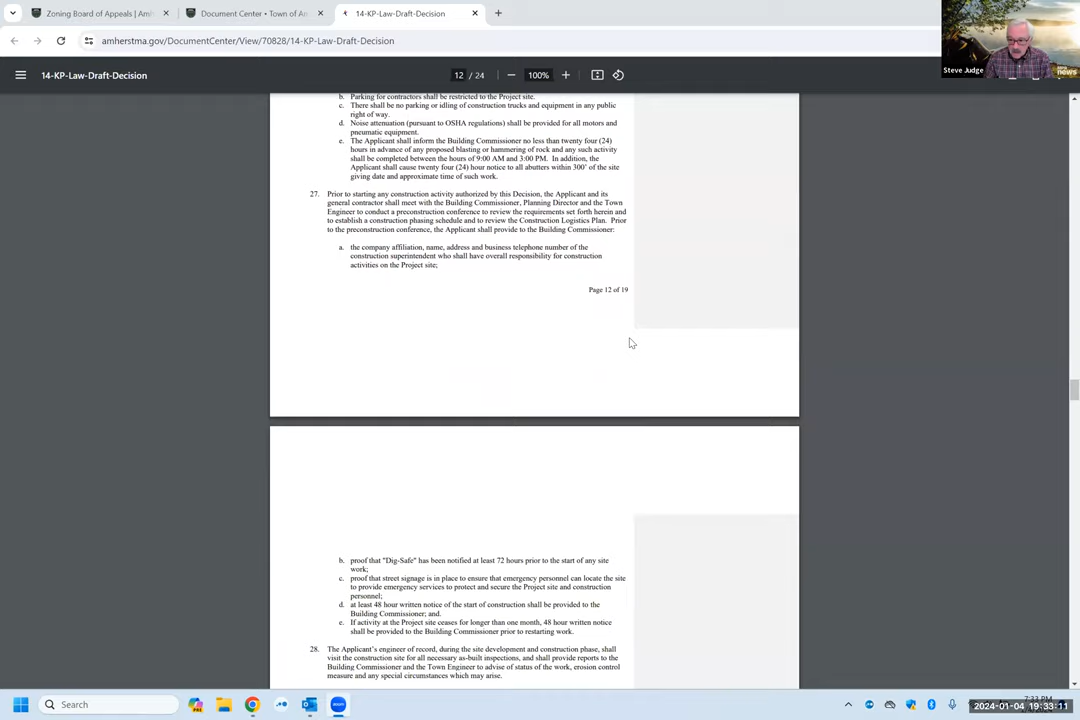 Zoning Board of Appeals | Amh
Document Center • Town of Am
14-KP-Law-Draft-Decision
amherstma.gov/DocumentCenter/View/70828/14-KP-Law-Draft-Decision
14-KP-Law-Draft-Decision
12 / 24
100%
Steve Judge
news
b. Parking for contractors shall be restricted to the Project site.
c. There shall be no parking or idling of construction trucks and equipment in any public
right of way.
d. Noise attenuation (pursuant to OSHA regulations) shall be provided for all motors and
pneumatic equipment.
e. The Applicant shall inform the Building Commissioner no less than twenty four (24)
hours in advance of any proposed blasting or hammering of rock and any such activity
shall be completed between the hours of 9:00 AM and 3:00 PM. In addition, the
Applicant shall cause twenty four (24) hour notice to all abutters within 300' of the site
giving date and approximate time of such work.
27. Prior to starting any construction activity authorized by this Decision, the Applicant and its
general contractor shall meet with the Building Commissioner, Planning Director and the Town
Engineer to conduct a preconstruction conference to review the requirements set forth herein and
to establish a construction phasing schedule and to review the Construction Logistics Plan. Prior
to the preconstruction conference, the Applicant shall provide to the Building Commissioner:
a. the company affiliation, name, address and business telephone number of the
construction superintendent who shall have overall responsibility for construction
activities on the Project site;
Page 12 of 19
b. proof that "Dig-Safe" has been notified at least 72 hours prior to the start of any site
work;
c. proof that street signage is in place to ensure that emergency personnel can locate the site
to provide emergency services to protect and secure the Project site and construction
personnel;
d. at least 48 hour written notice of the start of construction shall be provided to the
Building Commissioner; and.
e. If activity at the Project site ceases for longer than one month, 48 hour written notice
shall be provided to the Building Commissioner prior to restarting work.
28. The Applicant's engineer of record, during the site development and construction phase, shall
visit the construction site for all necessary as-built inspections, and shall provide reports to the
Building Commissioner and the Town Engineer to advise of status of the work, erosion control
measure and any special circumstances which may arise.
Search
zoom
7:33 PM
2024-01-04 19:33:11